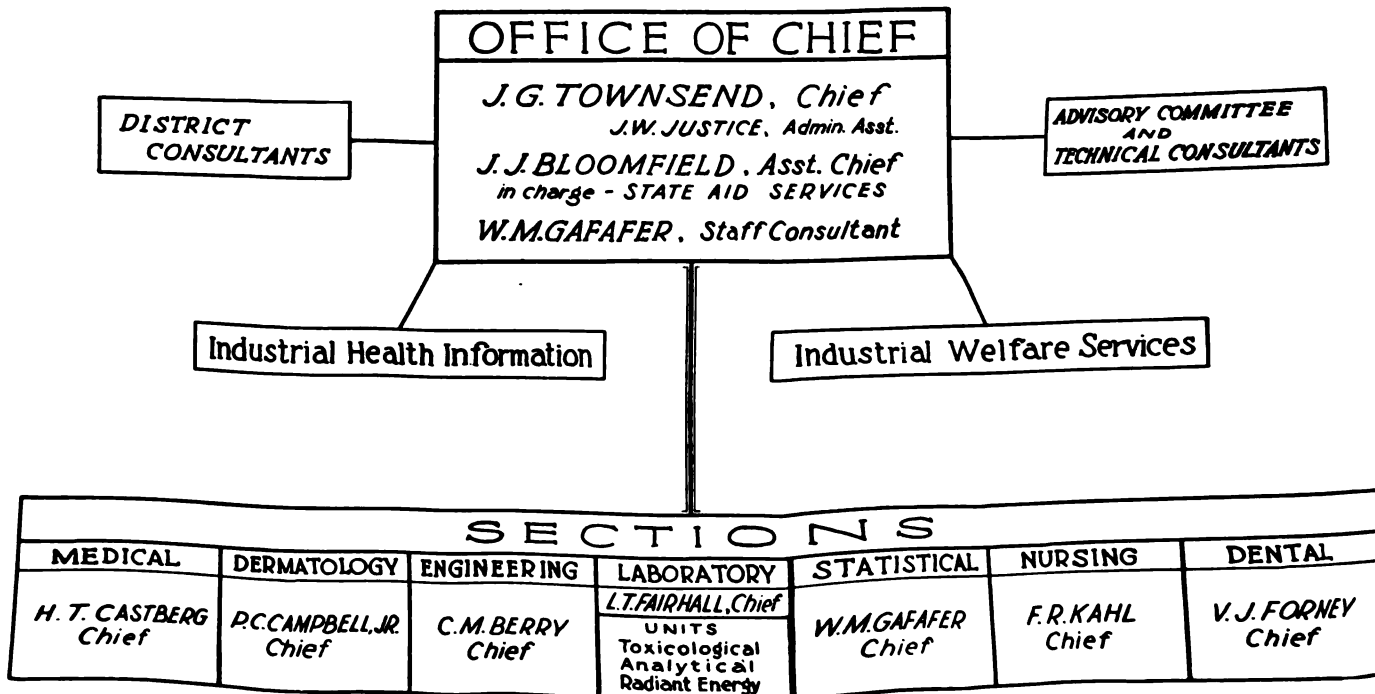 OFFICE OF CHIEF
J.G. TOWNSEND, Chief
J.W. JUSTICE, Admin. Asst.
J.J. BLOOMFIELD, Asst. Chief
in charge - STATE AID SERVICES
W.M. GAFAFER, Staff Consultant
DISTRICT
CONSULTANTS
ADVISORY COMMITTEE
AND
TECHNICAL CONSULTANTS
Industrial Health Information
Industrial Welfare Services
SECTIONS
MEDICAL
H. T. CASTBERG
Chief
DERMATOLOGY
P.C. CAMPBELL, JR.
Chief
ENGINEERING
C.M. BERRY
Chief
LABORATORY
L.T. FAIRHALL, Chief
UNITS
Toxicological
Analytical
Radiant Energy
STATISTICAL
W.M. GAFAFER
Chief
NURSING
F.R. KAHL
Chief
DENTAL
V.J. FORNEY
Chief